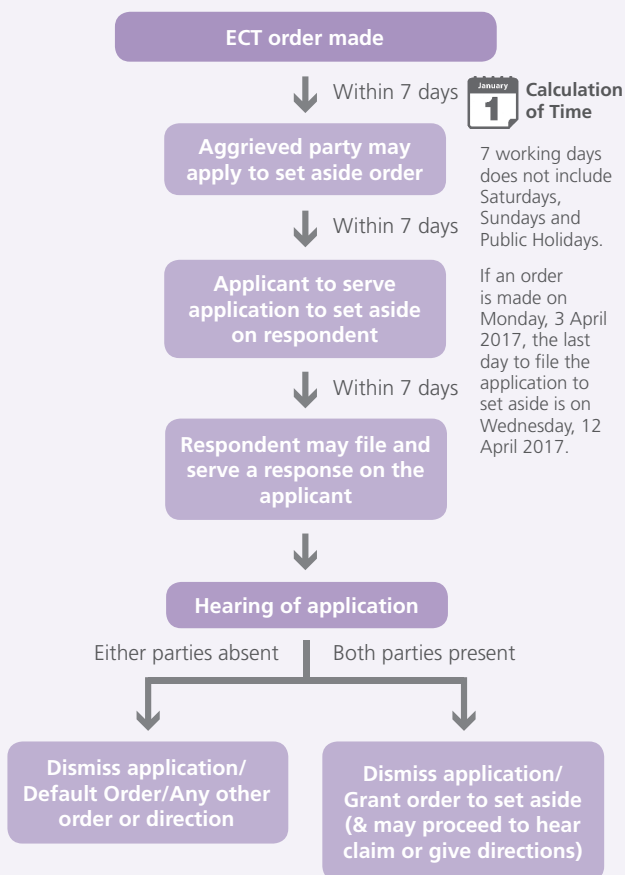 ECT order made
Within 7 days
January
1
Calculation
of Time
Aggrieved party may
apply to set aside order
7 working days
does not include
Saturdays,
Sundays and
Public Holidays.
Within 7 days
Applicant to serve
application to set aside
on respondent
If an order
is made on
Monday, 3 April
2017, the last
day to file the
application to
set aside is on
Wednesday, 12
April 2017.
Within 7 days
Respondent may file and
serve a response on the
applicant
Hearing of application
Either parties absent
Both parties present
Dismiss application/
Default Order/Any other
order or direction
Dismiss application/
Grant order to set aside
(& may proceed to hear
claim or give directions)